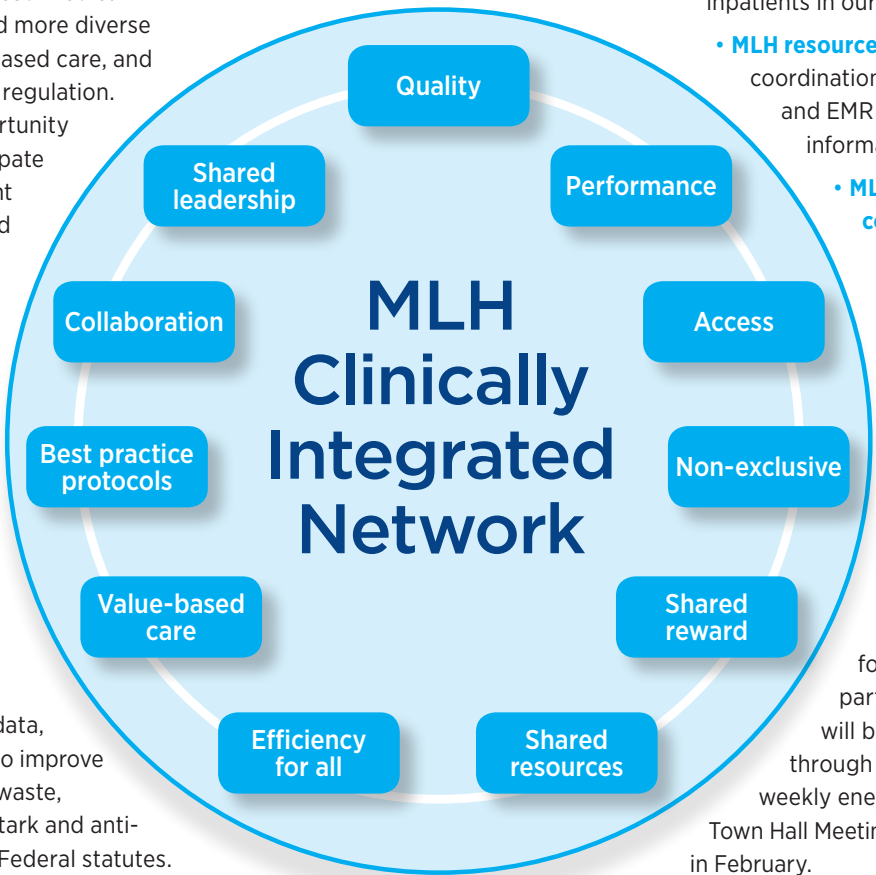 d more diverse
ased care, and
regulation.
rtunity
pate
nt
d
data,
o improve
waste,
tark and anti-
Federal statutes.
Quality
Performance
Access
Non-exclusive
Shared
reward
Shared
resources
Efficiency
for all
Value-based
care
Best practice
protocols
Collaboration
Shared
leadership
MLH
Clinically
Integrated
Network
inpatients in our
• MLH resource
coordination
and EMR
informa
• ML
co
fo
part
will b
through
weekly ene
Town Hall Meetin
in February.